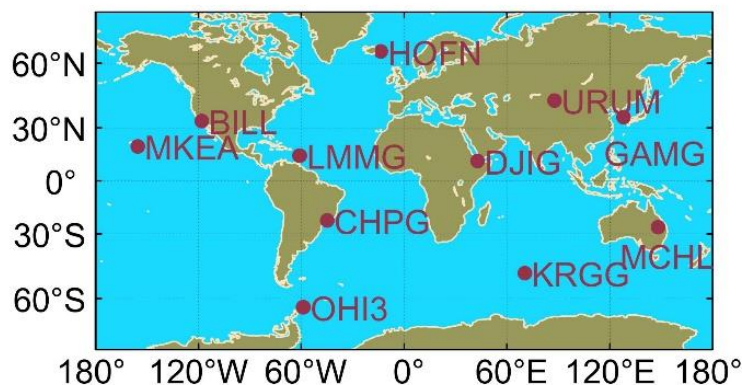 HOFN
60°N
URUM
BILL
30°N
MKEA
LMMG
DJIG
GAMG
0°
CHPG
30°S
MCHL
KRGG
60°S
OHI3
180° 120°W 60°W 0° 60°E 120°E 180°